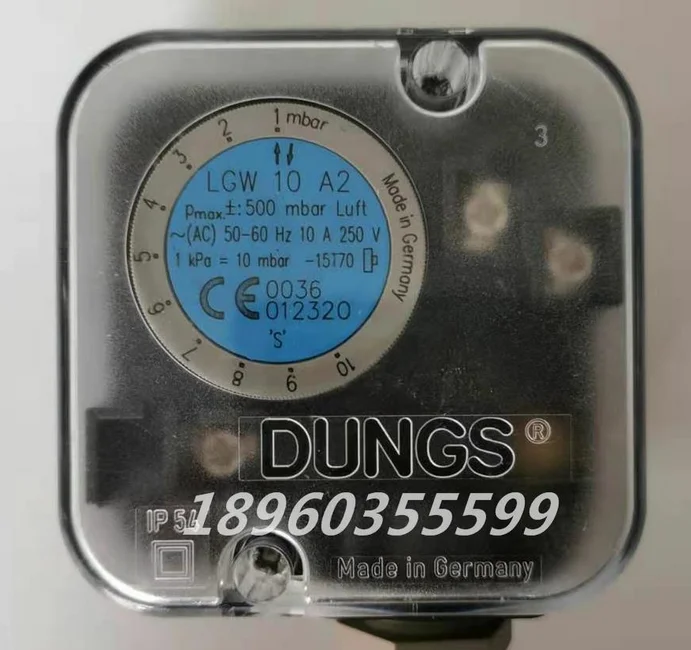 3
1 mbar
2
3
4
5
6
7
8
9
10
LGW 10 A2
Pmax.±: 500 mbar Luft
~(AC) 50-60 Hz 10 A 250 V
1 kPa = 10 mbar -15T70
CE 0036
012320
'S'
Made in Germany
DUNGS®
IP 54
18960355599
Made in Germany